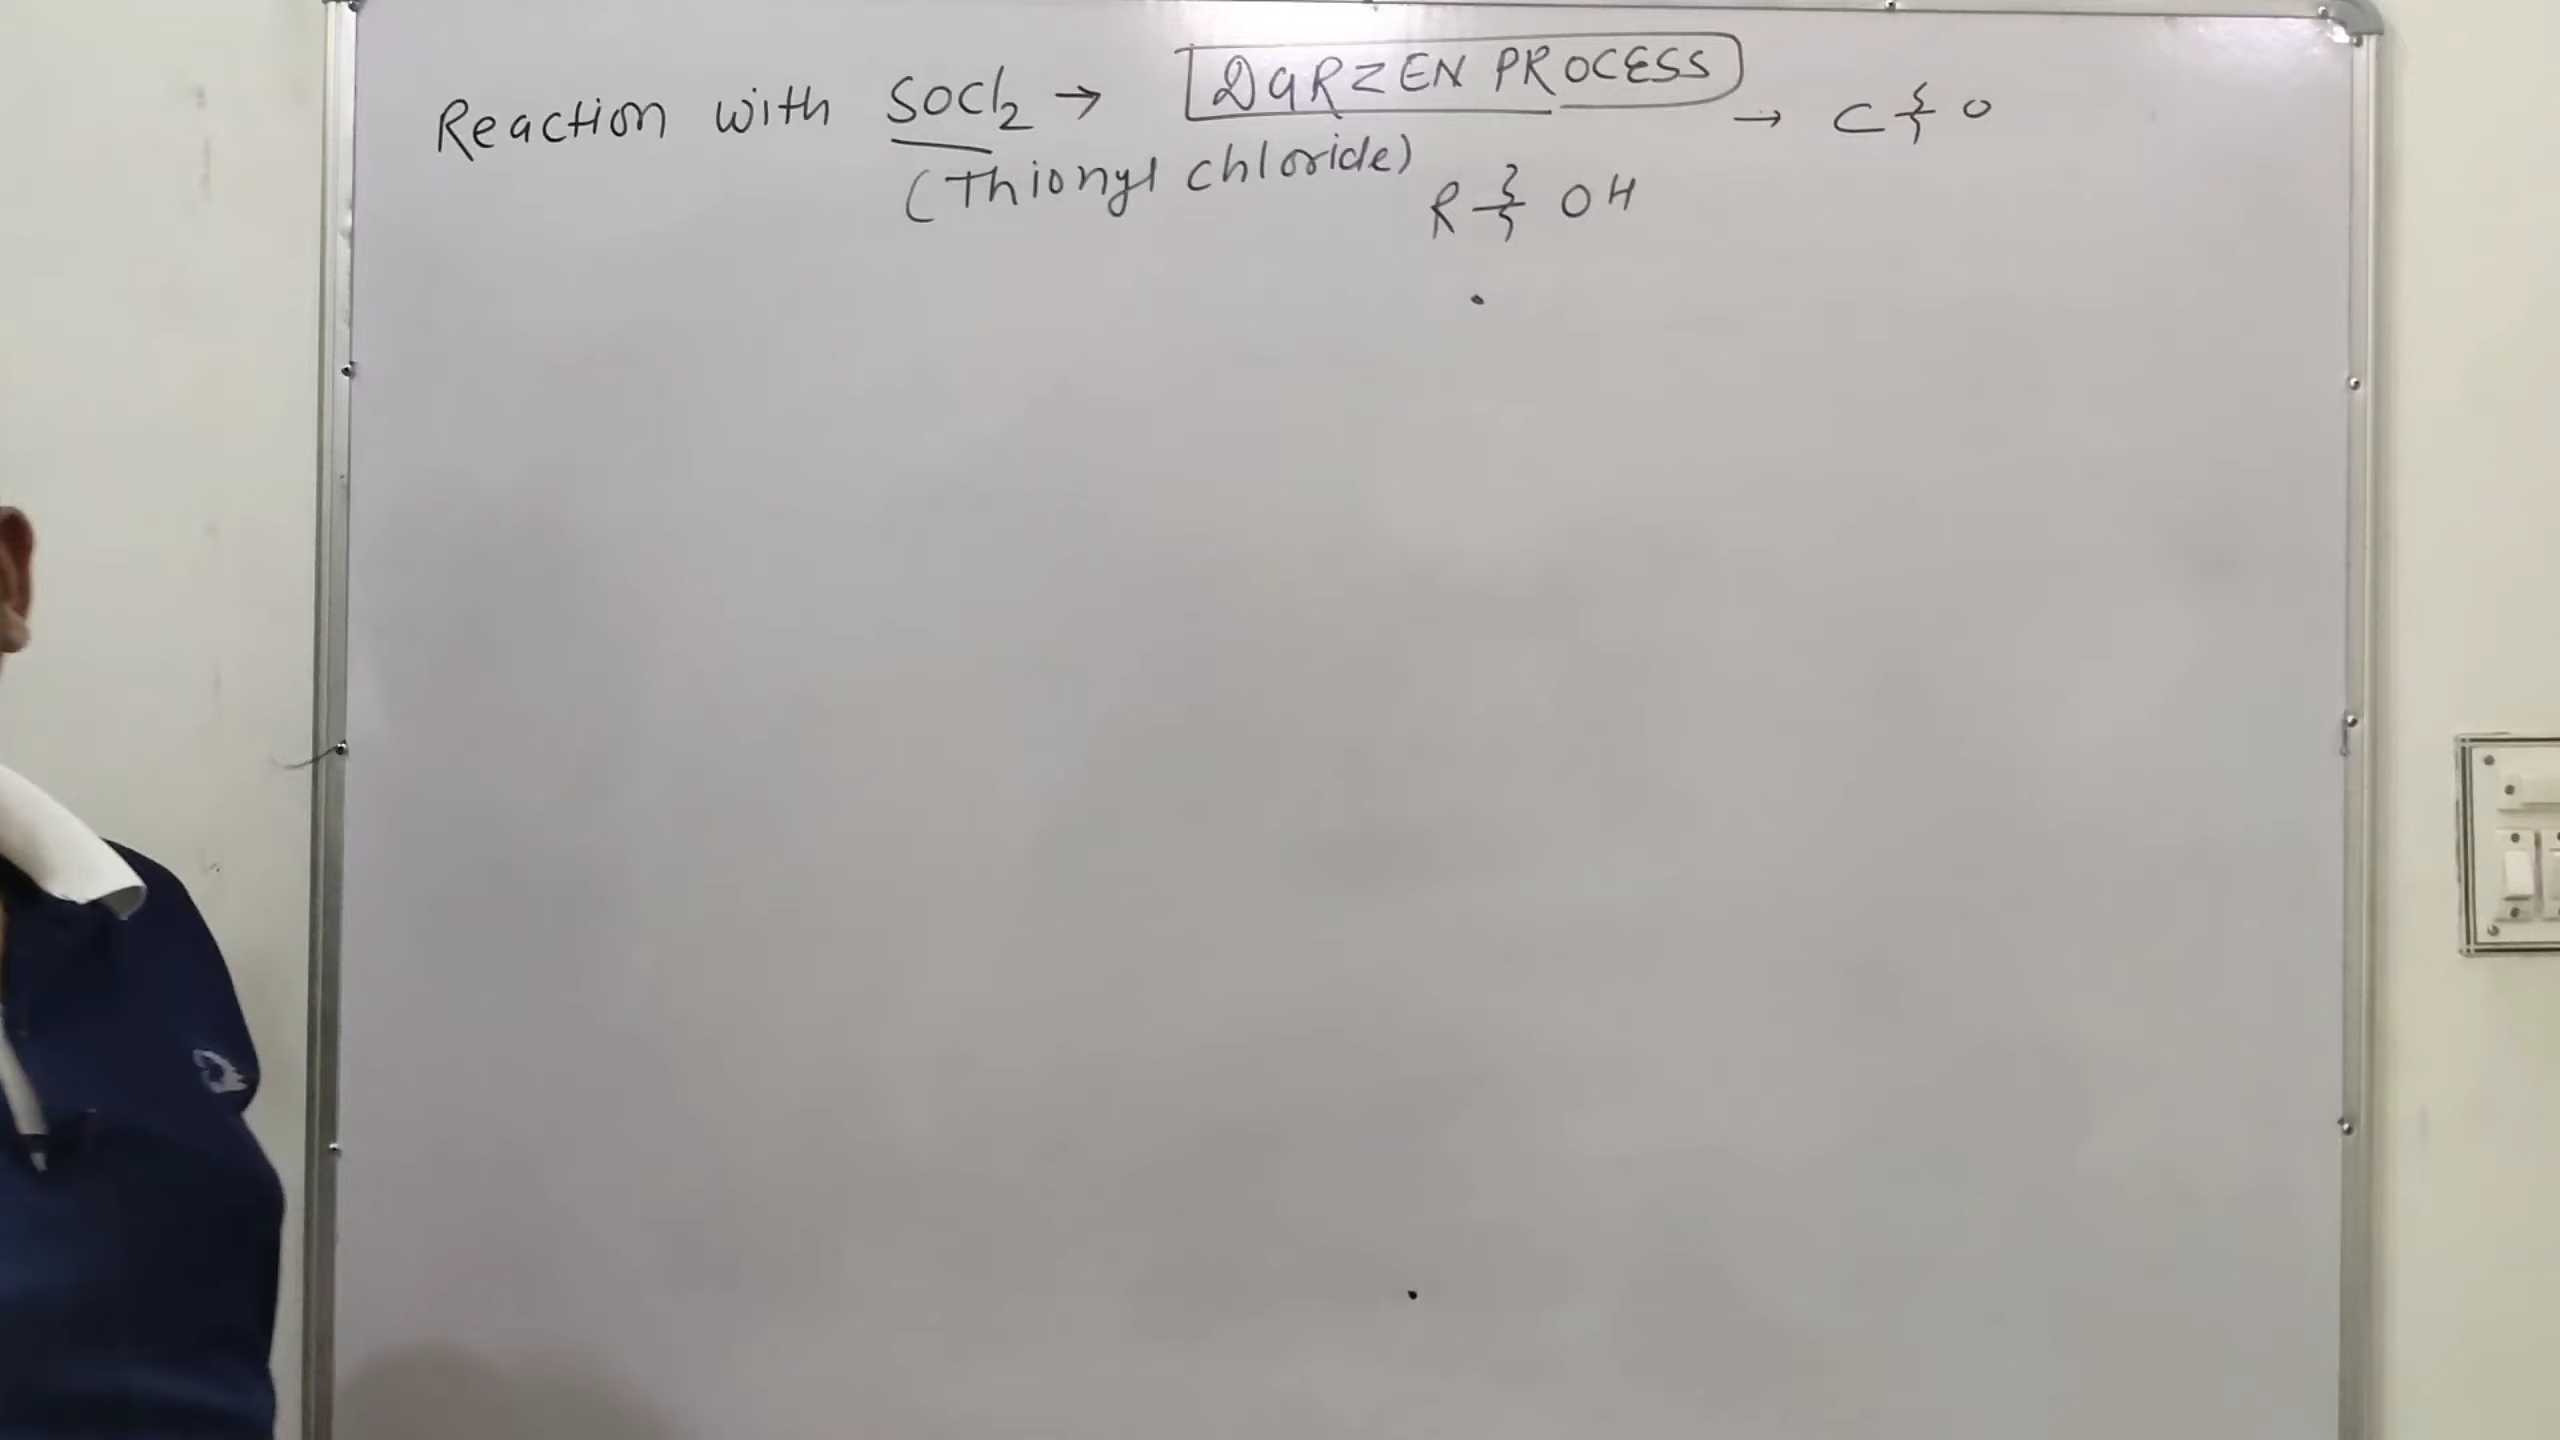 Reaction with SOCl2 → DARZEN PROCESS → C ⌇ O
(Thionyl chloride)
R ⌇ OH